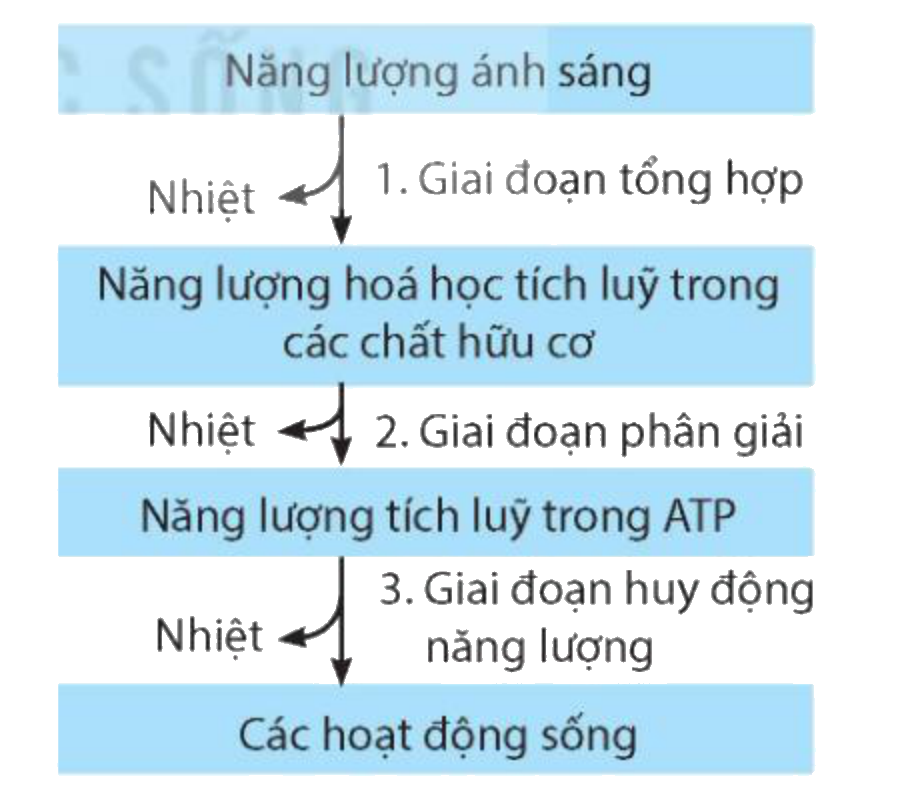 C SỐNG
Năng lượng ánh sáng
Nhiệt
1. Giai đoạn tổng hợp
Năng lượng hoá học tích luỹ trong
các chất hữu cơ
Nhiệt
2. Giai đoạn phân giải
Năng lượng tích luỹ trong ATP
3. Giai đoạn huy động
năng lượng
Nhiệt
Các hoạt động sống